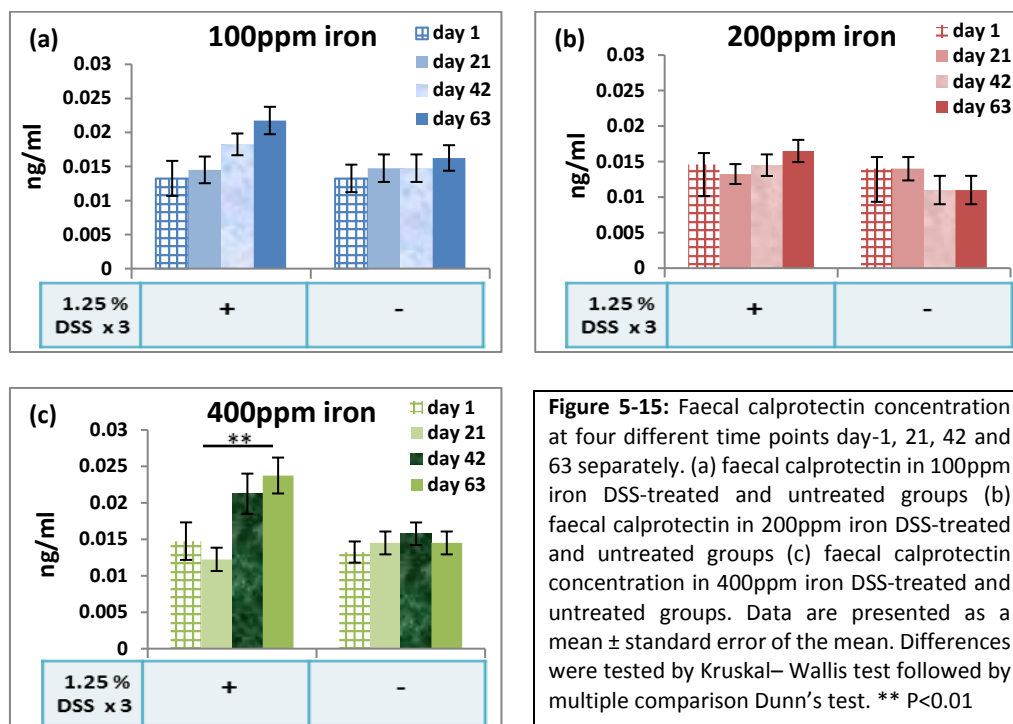 (a)
100ppm iron
day 1
day 21
day 42
day 63
0.03
0.025
0.02
0.015
0.01
0.005
0
ng/ml
1.25 %
DSS x 3
+
-
(b)
200ppm iron
day 1
day 21
day 42
day 63
0.03
0.025
0.02
0.015
0.01
0.005
0
ng/ml
1.25 %
DSS x 3
+
-
(c)
400ppm iron
day 1
day 21
day 42
day 63
0.03
0.025
0.02
0.015
0.01
0.005
0
ng/ml
**
1.25 %
DSS x 3
+
-
Figure 5-15: Faecal calprotectin concentration
at four different time points day-1, 21, 42 and
63 separately. (a) faecal calprotectin in 100ppm
iron DSS-treated and untreated groups (b)
faecal calprotectin in 200ppm iron DSS-treated
and untreated groups (c) faecal calprotectin
concentration in 400ppm iron DSS-treated and
untreated groups. Data are presented as a
mean ± standard error of the mean. Differences
were tested by Kruskal– Wallis test followed by
multiple comparison Dunn’s test. ** P<0.01